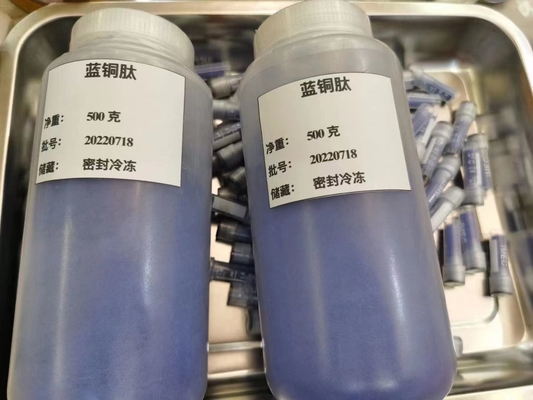 蓝铜肽
净重： 500 克
批号： 20220718
储藏： 密封冷冻
蓝铜肽
净重： 500 克
批号： 20220718
储藏： 密封冷冻